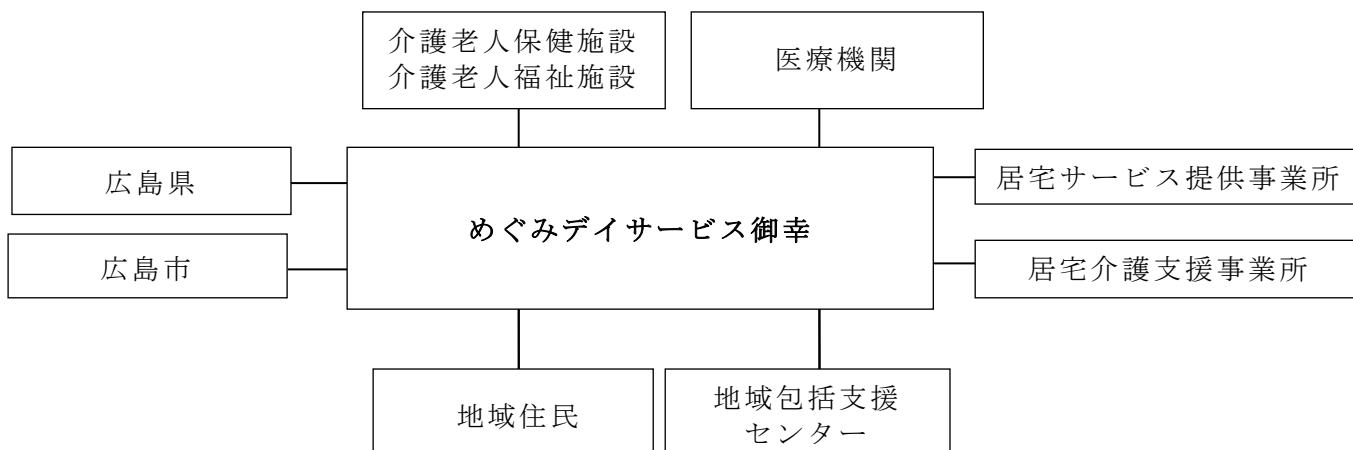 介護老人保健施設
介護老人福祉施設
医療機関
広島県
居宅サービス提供事業所
めぐみデイサービス御幸
広島市
居宅介護支援事業所
地域住民
地域包括支援
センター